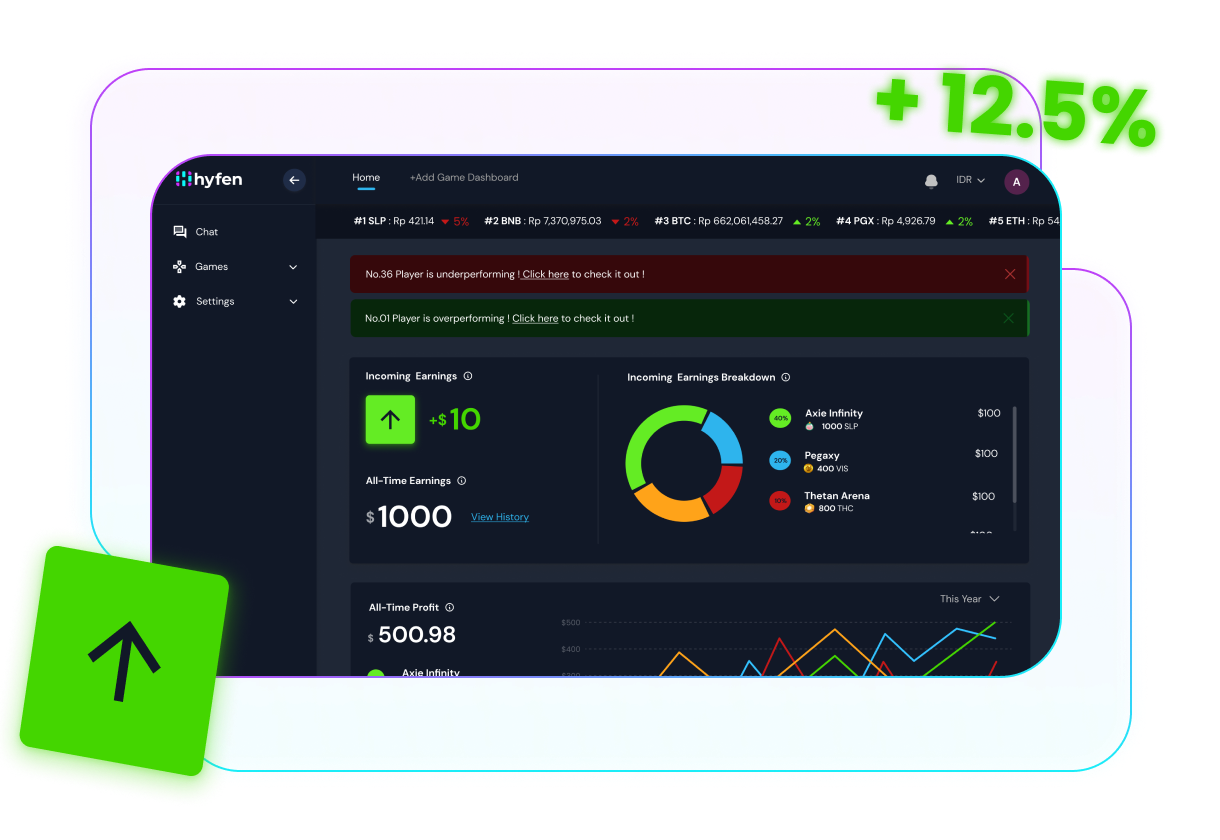 + 12.5%
hyfen
Home
+Add Game Dashboard
IDR
A
#1 SLP : Rp 421.14 5% #2 BNB : Rp 7,370,975.03 2% #3 BTC : Rp 662,061,458.27 2% #4 PGX : Rp 4,926.79 2% #5 ETH : Rp 54
Chat
Games
Settings
No.36 Player is underperforming ! Click here to check it out !
No.01 Player is overperforming ! Click here to check it out !
Incoming Earnings
+$10
All-Time Earnings
$1000
View History
Incoming Earnings Breakdown
40% Axie Infinity $100
1000 SLP
20% Pegaxy $100
400 VIS
10% Thetan Arena $100
800 THC
All-Time Profit
$ 500.98
Axie Infinity
This Year
$500
$400
$300